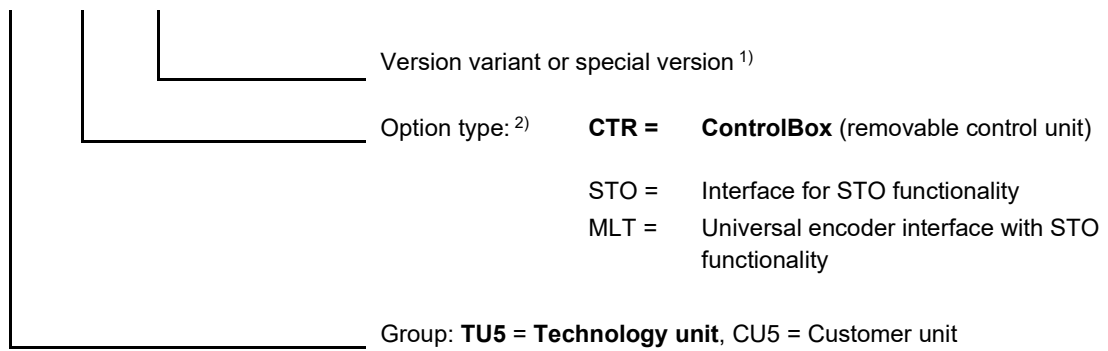 Version variant or special version 1)
Option type: 2) CTR = ControlBox (removable control unit)
STO = Interface for STO functionality
MLT = Universal encoder interface with STO
functionality
Group: TU5 = Technology unit, CU5 = Customer unit